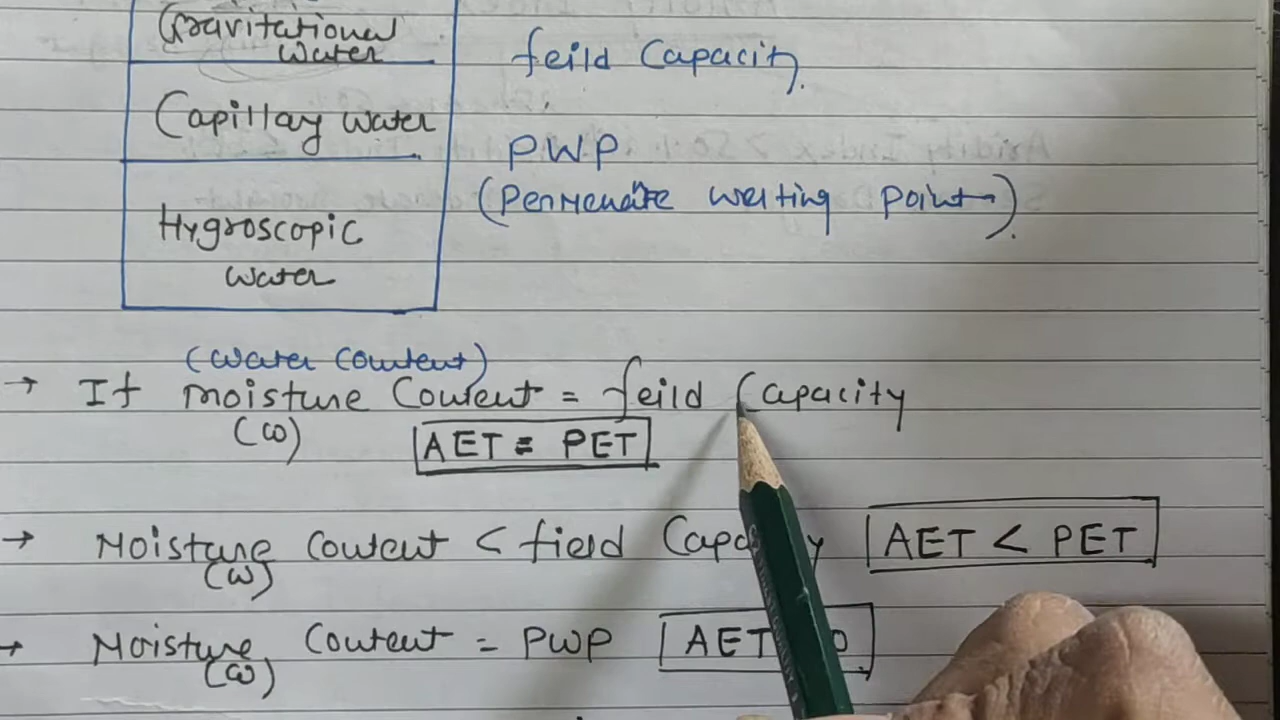 Gravitational
water
feild Capacity.
Capillary water
PWP
(Permenate welting point).
Hygroscopic
water
(water content)
→ If moisture Content = feild Capacity
(ω)
AET = PET
→ Moisture Content < field AET < PET
(ω)
→ Moisture Content = PWP AET
(ω)